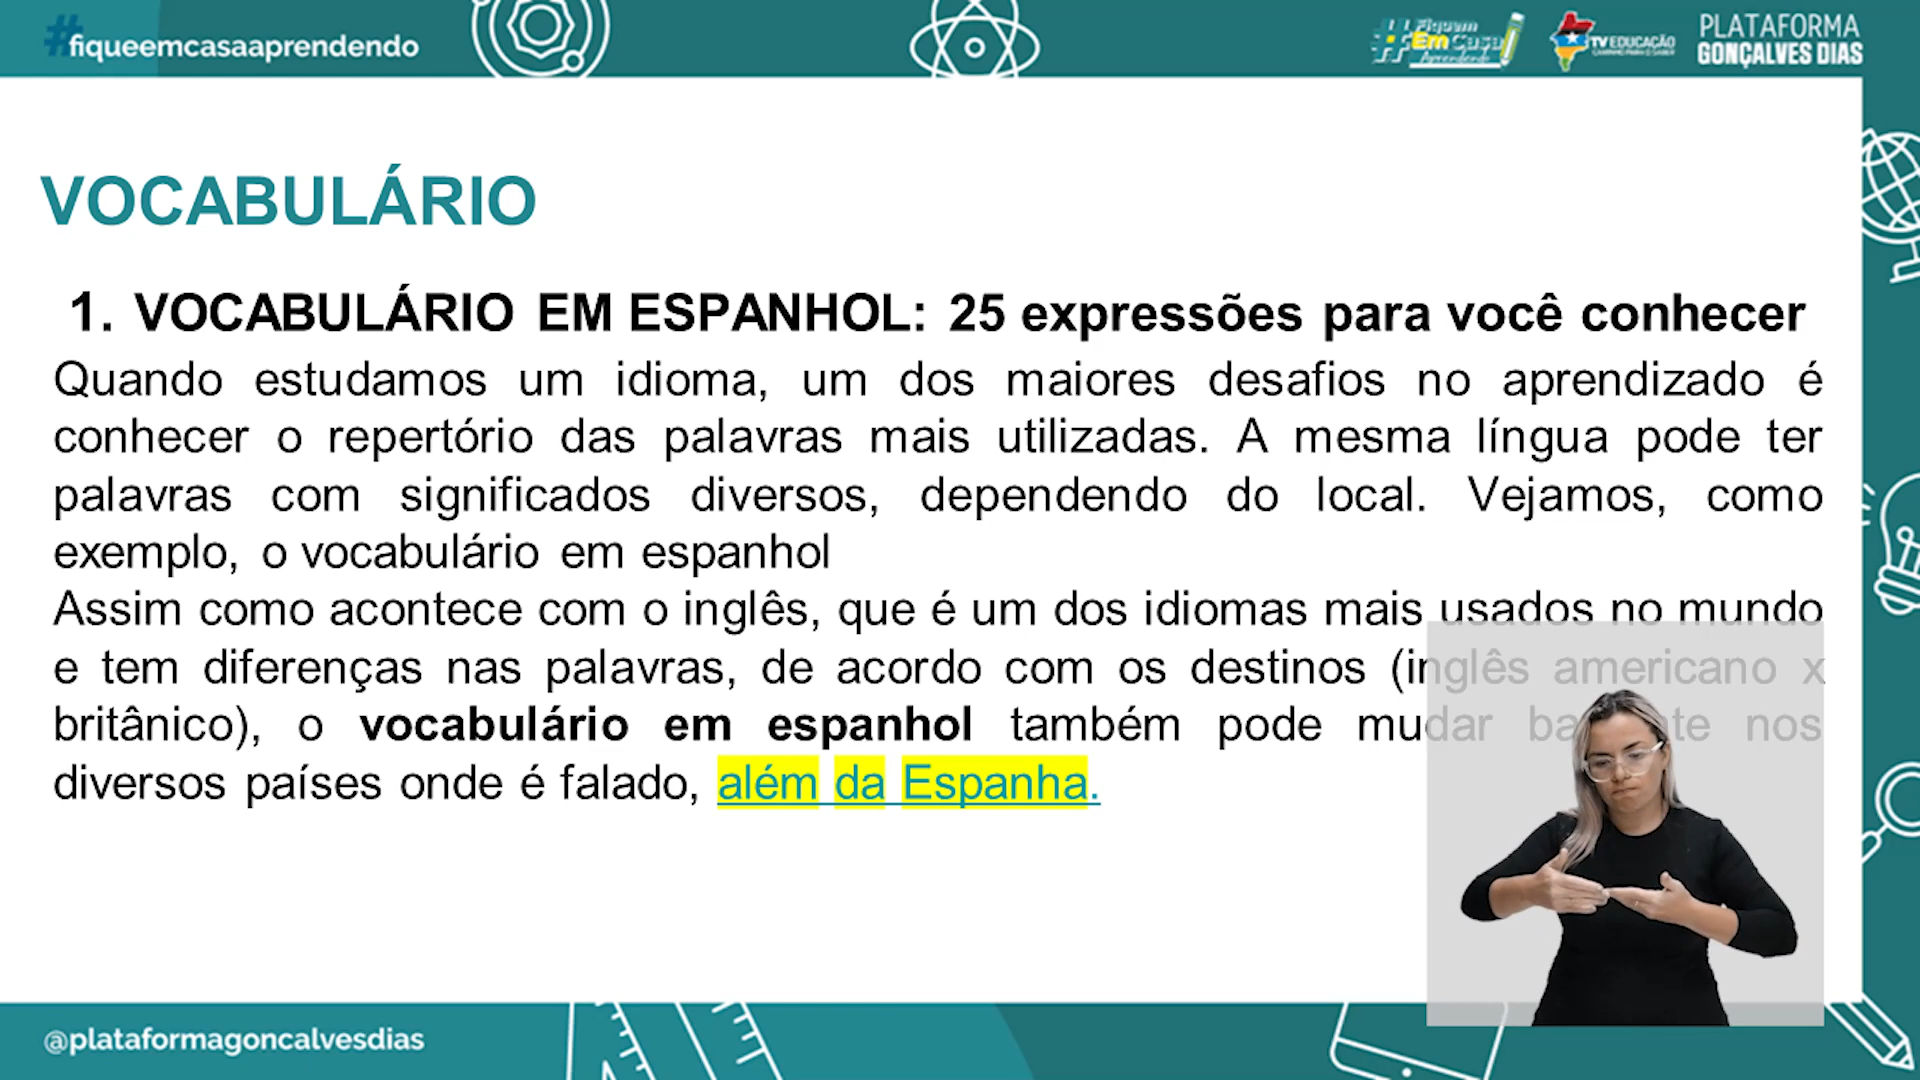 #fiqueemcasaaprendendo
#Fiquem
Em Casa
Aprendendo
TV EDUCAÇÃO
PLATAFORMA
GONÇALVES DIAS
VOCABULÁRIO
1. VOCABULÁRIO EM ESPANHOL: 25 expressões para você conhecer
Quando estudamos um idioma, um dos maiores desafios no aprendizado é
conhecer o repertório das palavras mais utilizadas. A mesma língua pode ter
palavras com significados diversos, dependendo do local. Vejamos, como
exemplo, o vocabulário em espanhol
Assim como acontece com o inglês, que é um dos idiomas mais usados no mundo
e tem diferenças nas palavras, de acordo com os destinos (inglês americano x
britânico), o vocabulário em espanhol também pode mudar nos
diversos países onde é falado, além da Espanha.
@plataformagoncalvesdias